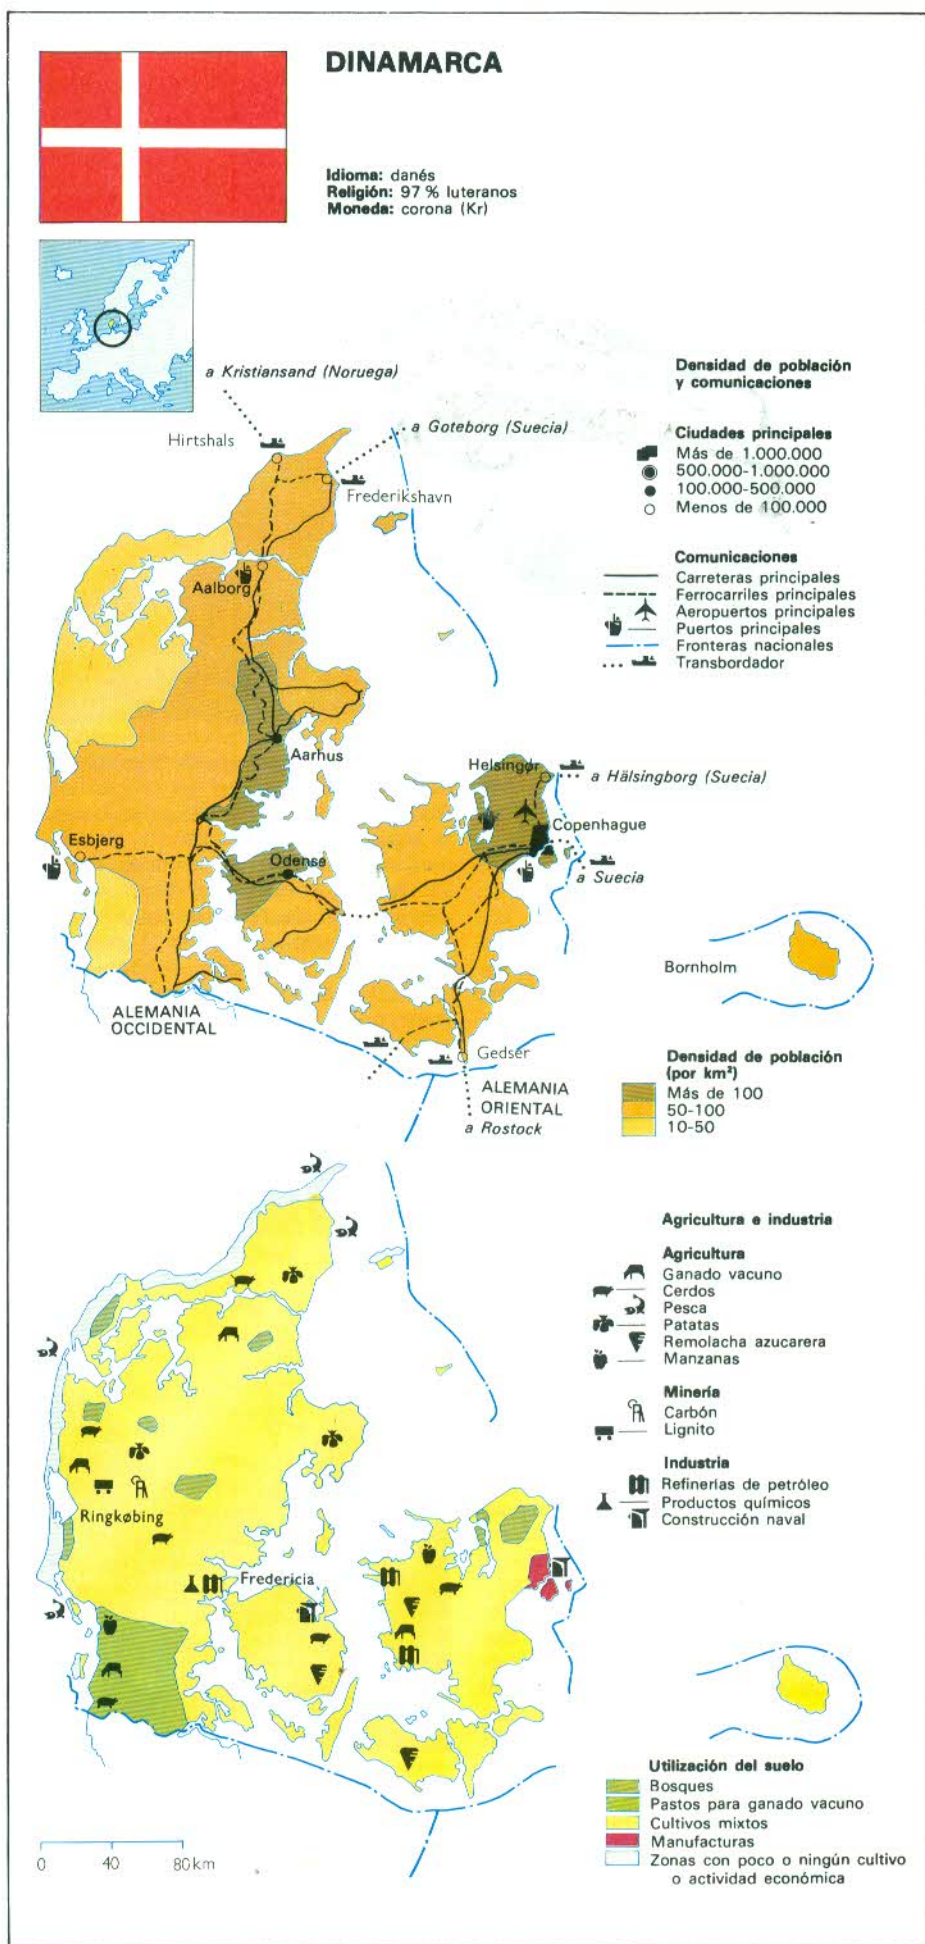 DINAMARCA
Idioma: danés
Religión: 97 % luteranos
Moneda: corona (Kr)
a Kristiansand (Noruega)
a Goteborg (Suecia)
Hirtshals
Frederikshavn
Aalborg
Aarhus
Helsingør
a Hälsingborg (Suecia)
Copenhague
Esbjerg
Odense
a Suecia
Bornholm
ALEMANIA
OCCIDENTAL
Gedser
ALEMANIA
ORIENTAL
a Rostock
Densidad de población
y comunicaciones
Ciudades principales
Más de 1.000.000
500.000-1.000.000
100.000-500.000
Menos de 100.000
Comunicaciones
Carreteras principales
Ferrocarriles principales
Aeropuertos principales
Puertos principales
Fronteras nacionales
Transbordador
Densidad de población
(por km²)
Más de 100
50-100
10-50
Ringkøbing
Fredericia
Agricultura e industria
Agricultura
Ganado vacuno
Cerdos
Pesca
Patatas
Remolacha azucarera
Manzanas
Minería
Carbón
Lignito
Industria
Refinerías de petróleo
Productos químicos
Construcción naval
Utilización del suelo
Bosques
Pastos para ganado vacuno
Cultivos mixtos
Manufacturas
Zonas con poco o ningún cultivo
o actividad económica
0 40 80 km